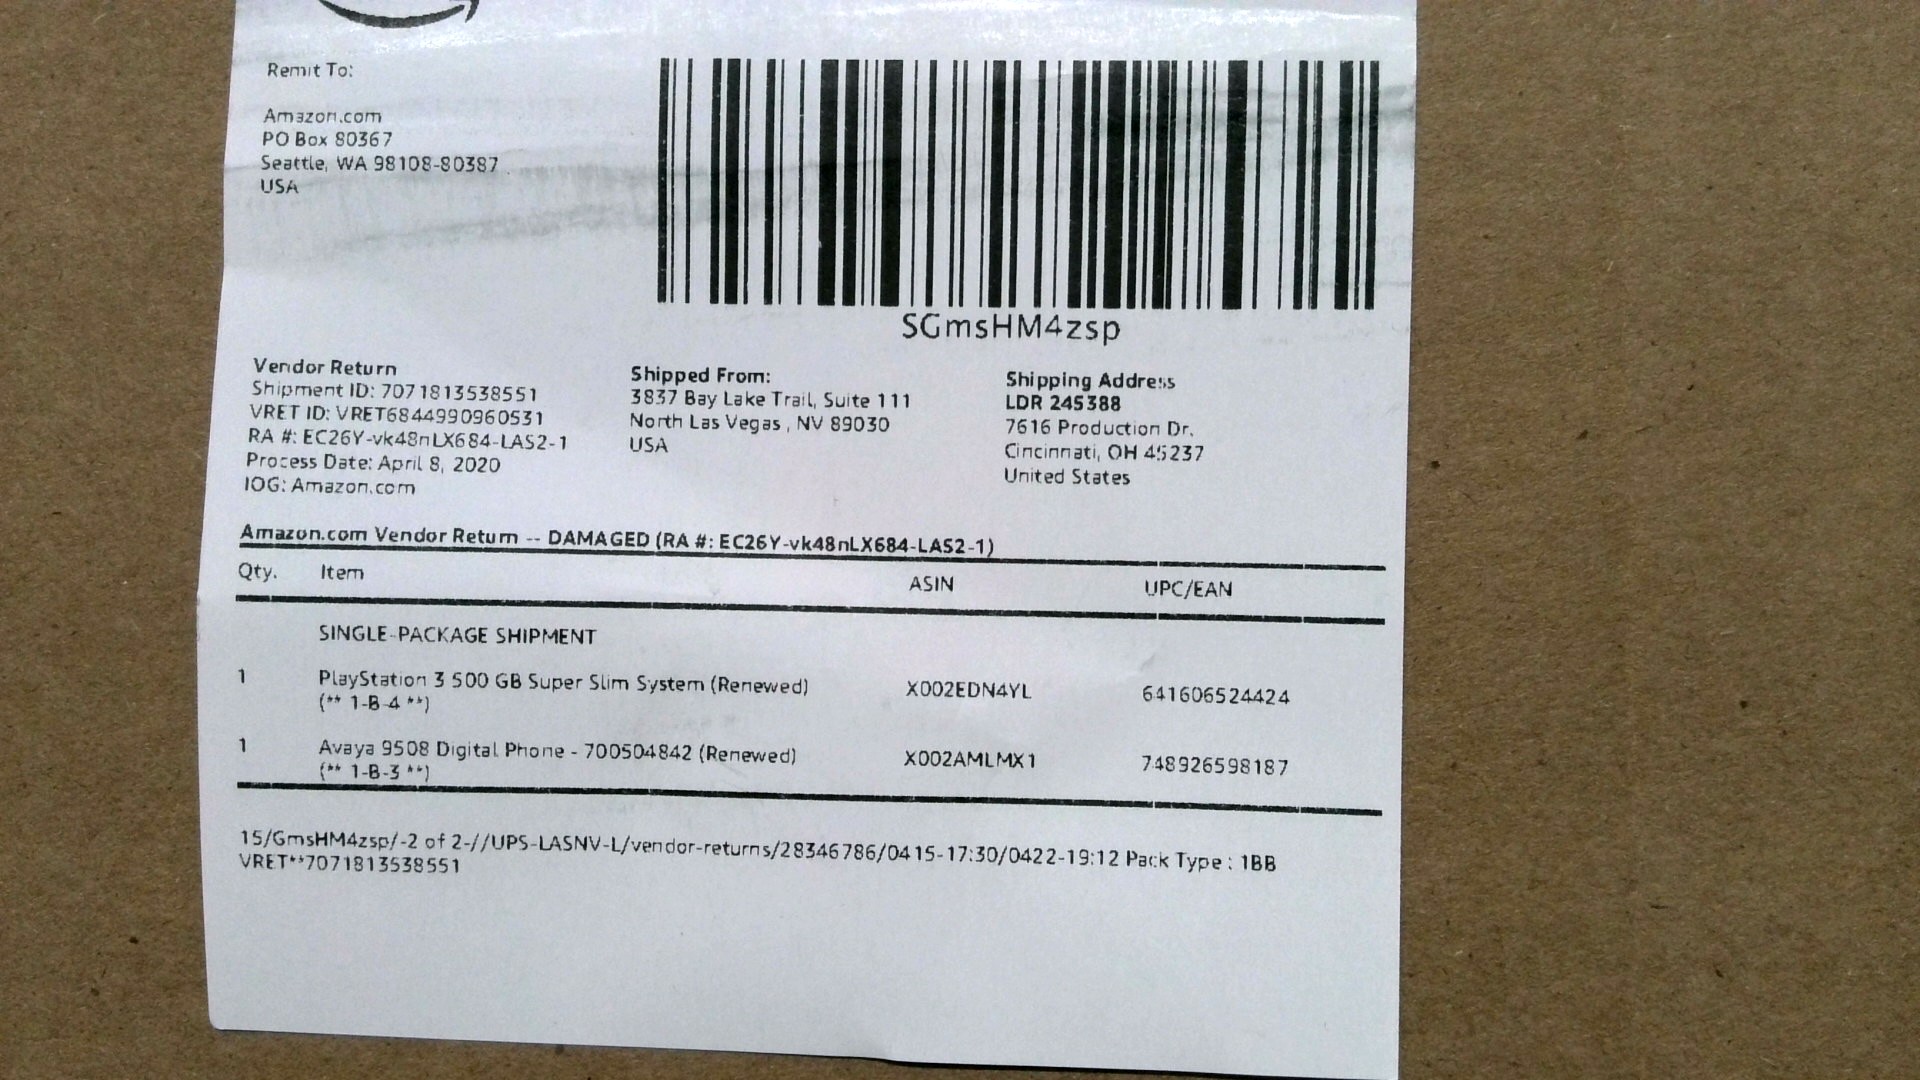 Remit To:
Amazon.com
PO Box 80367
Seattle, WA 98108-80387
USA
SGmsHM4zsp
Vendor Return
Shipment ID: 7071813538551
VRET ID: VRET6844990960531
RA #: EC26Y-vk48nLX684-LAS2-1
Process Date: April 8, 2020
IOG: Amazon.com
Shipped From:
3837 Bay Lake Trail, Suite 111
North Las Vegas , NV 89030
USA
Shipping Address
LDR 245388
7616 Production Dr.
Cincinnati, OH 45237
United States
Amazon.com Vendor Return -- DAMAGED (RA #: EC26Y-vk48nLX684-LAS2-1)
Qty. Item ASIN UPC/EAN
SINGLE-PACKAGE SHIPMENT
1 PlayStation 3 500 GB Super Slim System (Renewed) X002EDN4YL 641606524424
(** 1-B-4 **)
1 Avaya 9508 Digital Phone - 700504842 (Renewed) X002AMLMX1 748926598187
(** 1-B-3 **)
15/GmsHM4zsp/-2 of 2-//UPS-LASNV-L/vendor-returns/28346786/0415-17:30/0422-19:12 Pack Type : 1BB
VRET**7071813538551